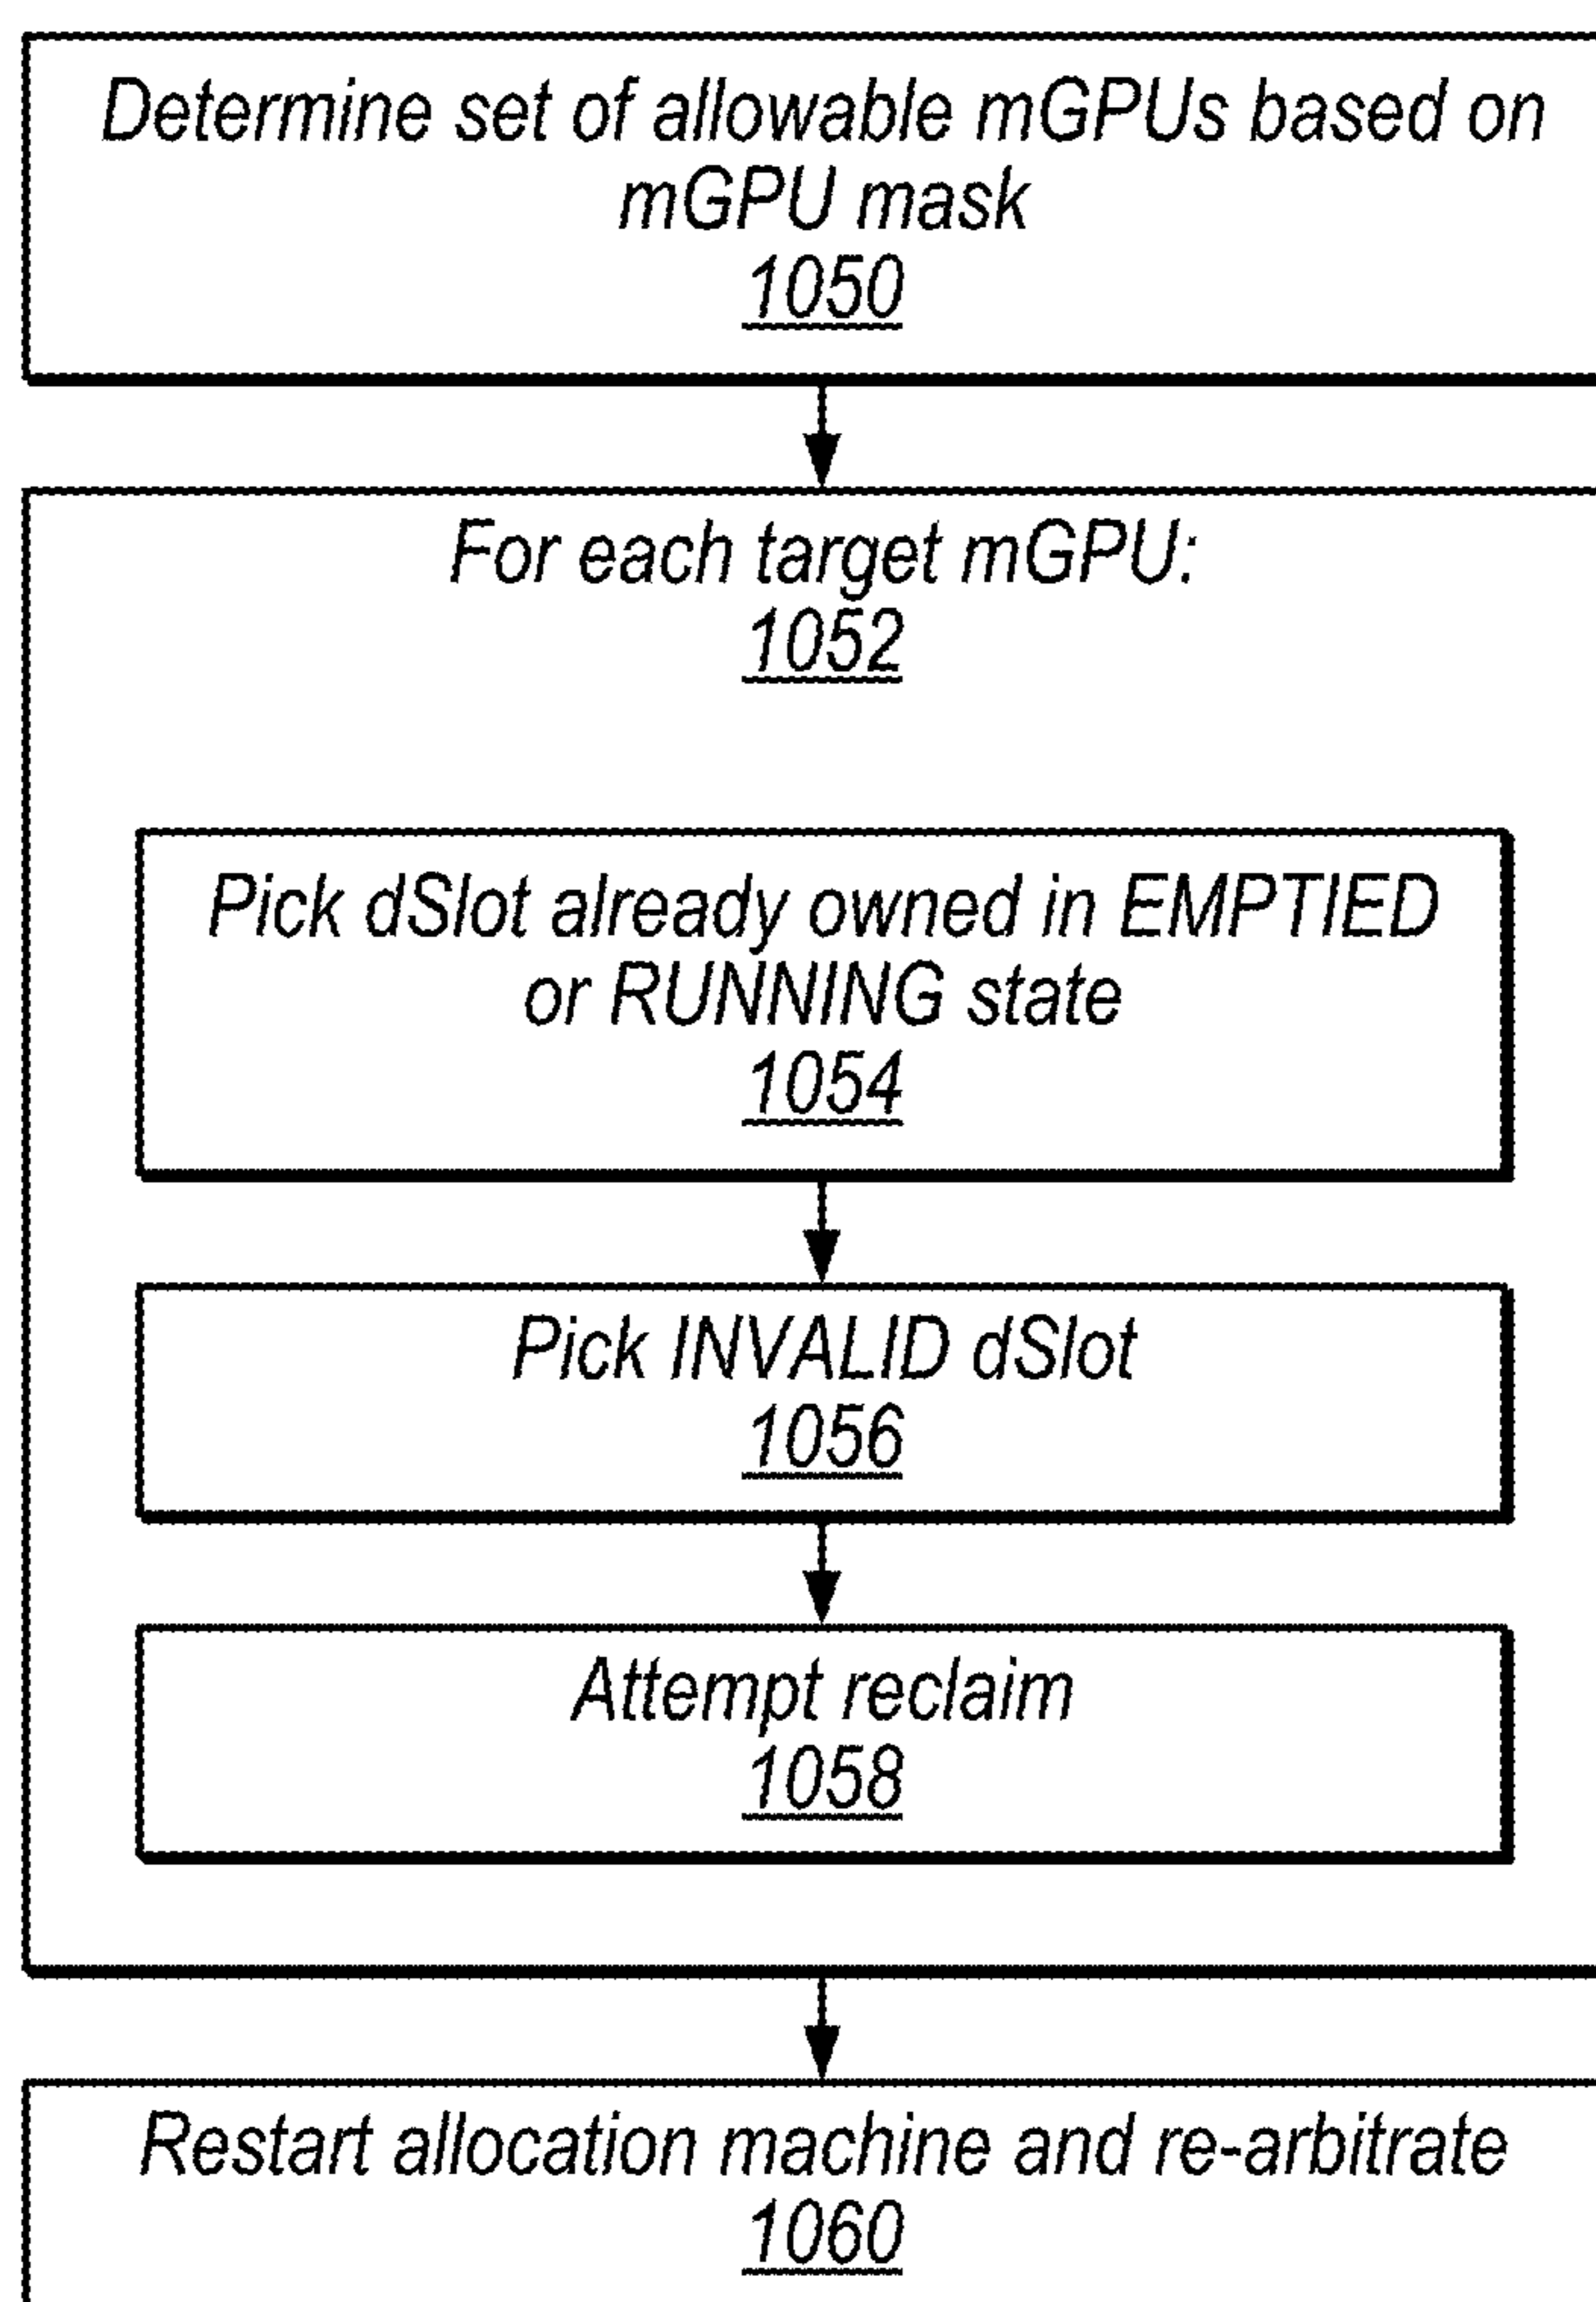 Determine set of allowable mGPUs based on
mGPU mask
1050
For each target mGPU:
1052
Pick dSlot already owned in EMPTIED
or RUNNING state
1054
Pick INVALID dSlot
1056
Attempt reclaim
1058
Restart allocation machine and re-arbitrate
1060